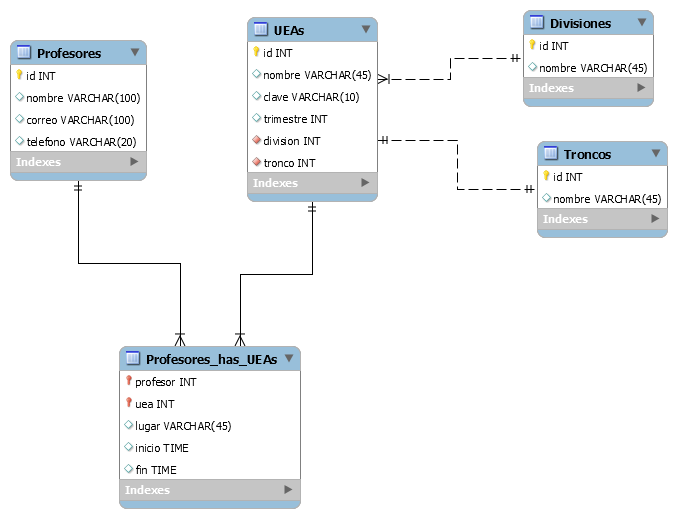 Profesores
id INT
nombre VARCHAR(100)
correo VARCHAR(100)
telefono VARCHAR(20)
Indexes
UEAs
id INT
nombre VARCHAR(45)
clave VARCHAR(10)
trimestre INT
division INT
tronco INT
Indexes
Divisiones
id INT
nombre VARCHAR(45)
Indexes
Troncos
id INT
nombre VARCHAR(45)
Indexes
Profesores_has_UEAs
profesor INT
uea INT
lugar VARCHAR(45)
inicio TIME
fin TIME
Indexes